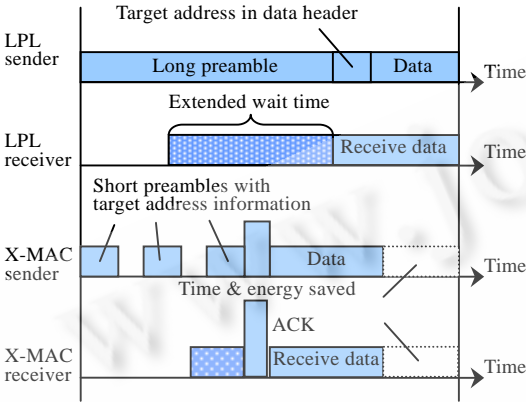 Target address in data header
LPL
sender
Long preamble
Data
Time
Extended wait time
LPL
receiver
Receive data
Time
Short preambles with
target address information
X-MAC
sender
Data
Time
Time & energy saved
ACK
X-MAC
receiver
Receive data
Time
www.jo